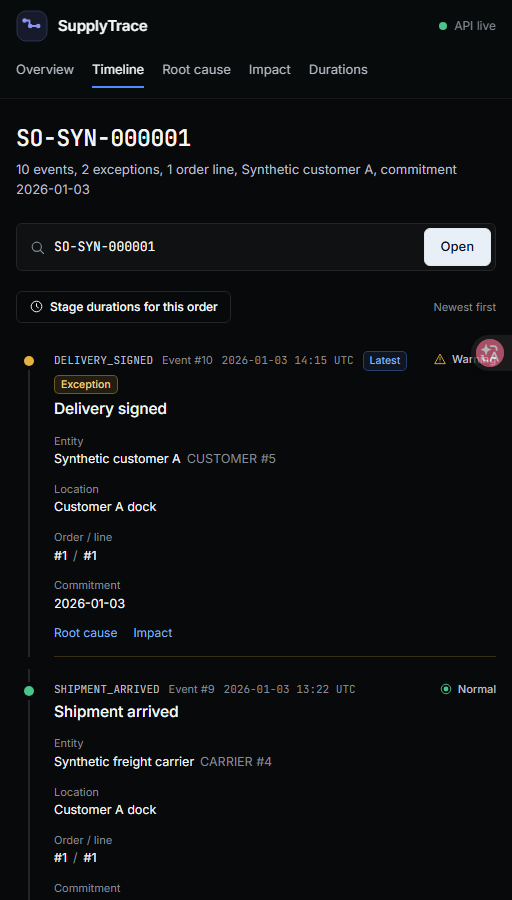 SupplyTrace
API live
Overview Timeline Root cause Impact Durations
SO-SYN-000001
10 events, 2 exceptions, 1 order line, Synthetic customer A, commitment
2026-01-03
SO-SYN-000001
Open
Stage durations for this order
Newest first
DELIVERY_SIGNED Event #10 2026-01-03 14:15 UTC Latest
Exception
Delivery signed
Entity
Synthetic customer A CUSTOMER #5
Location
Customer A dock
Order / line
#1 / #1
Commitment
2026-01-03
Root cause Impact
SHIPMENT_ARRIVED Event #9 2026-01-03 13:22 UTC Normal
Shipment arrived
Entity
Synthetic freight carrier CARRIER #4
Location
Customer A dock
Order / line
#1 / #1
Commitment